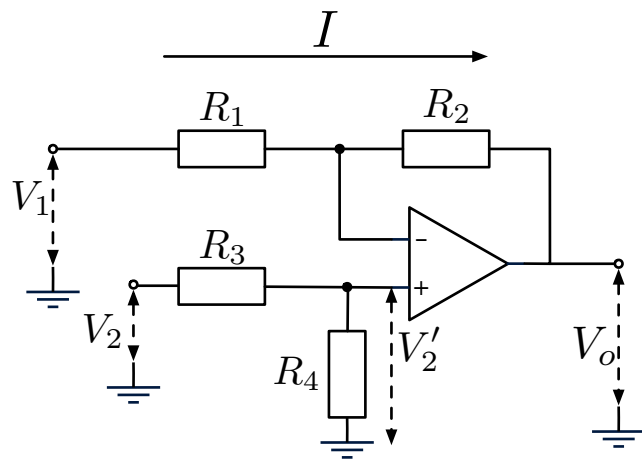 I
R₁
R₂
V₁
−
R₃
+
V₂
R₄
V₂′
Vₒ